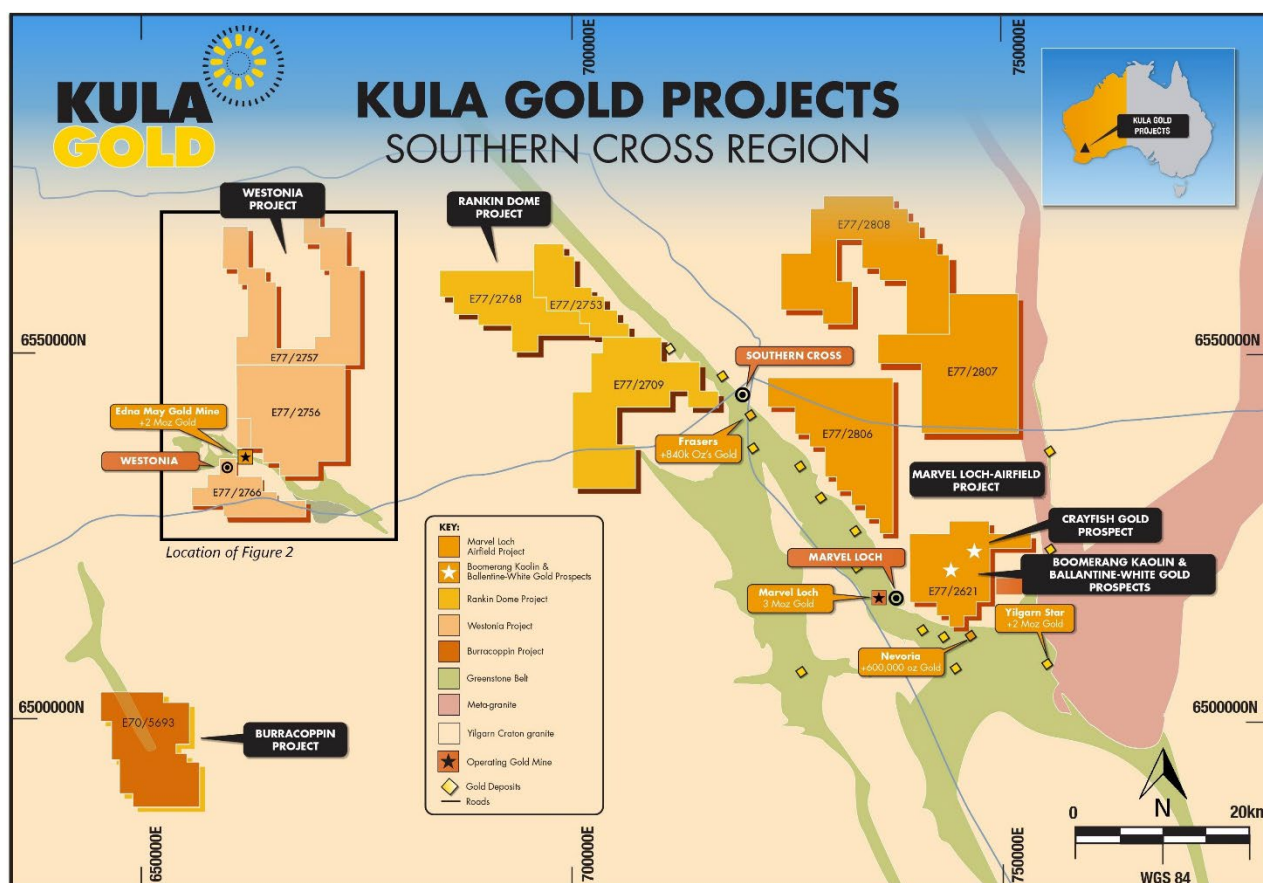 KULA
GOLD
KULA GOLD PROJECTS
SOUTHERN CROSS REGION
700000E
750000E
KULA GOLD
PROJECTS
WESTONIA
PROJECT
RANKIN DOME
PROJECT
E77/2808
E77/2768
E77/2753
6550000N
6550000N
E77/2757
SOUTHERN CROSS
E77/2709
E77/2807
Edna May Gold Mine
+2 Moz Gold
E77/2756
Frasers
+840k Oz's Gold
E77/2806
WESTONIA
E77/2766
MARVEL LOCH-AIRFIELD
PROJECT
CRAYFISH GOLD
PROSPECT
Location of Figure 2
MARVEL LOCH
BOOMERANG KAOLIN &
BALLANTINE-WHITE GOLD
PROSPECTS
E77/2621
Marvel Loch
3 Moz Gold
Yilgarn Star
+2 Moz Gold
Nevoria
+600,000 oz Gold
KEY:
Marvel Loch
Airfield Project
Boomerang Kaolin &
Ballentine-White Gold Prospects
Rankin Dome Project
Westonia Project
Burracoppin Project
Greenstone Belt
Meta-granite
Yilgarn Craton granite
Operating Gold Mine
Gold Deposits
Roads
6500000N
6500000N
E70/5693
BURRACOPPIN
PROJECT
650000E
700000E
750000E
N
0
20km
WGS 84